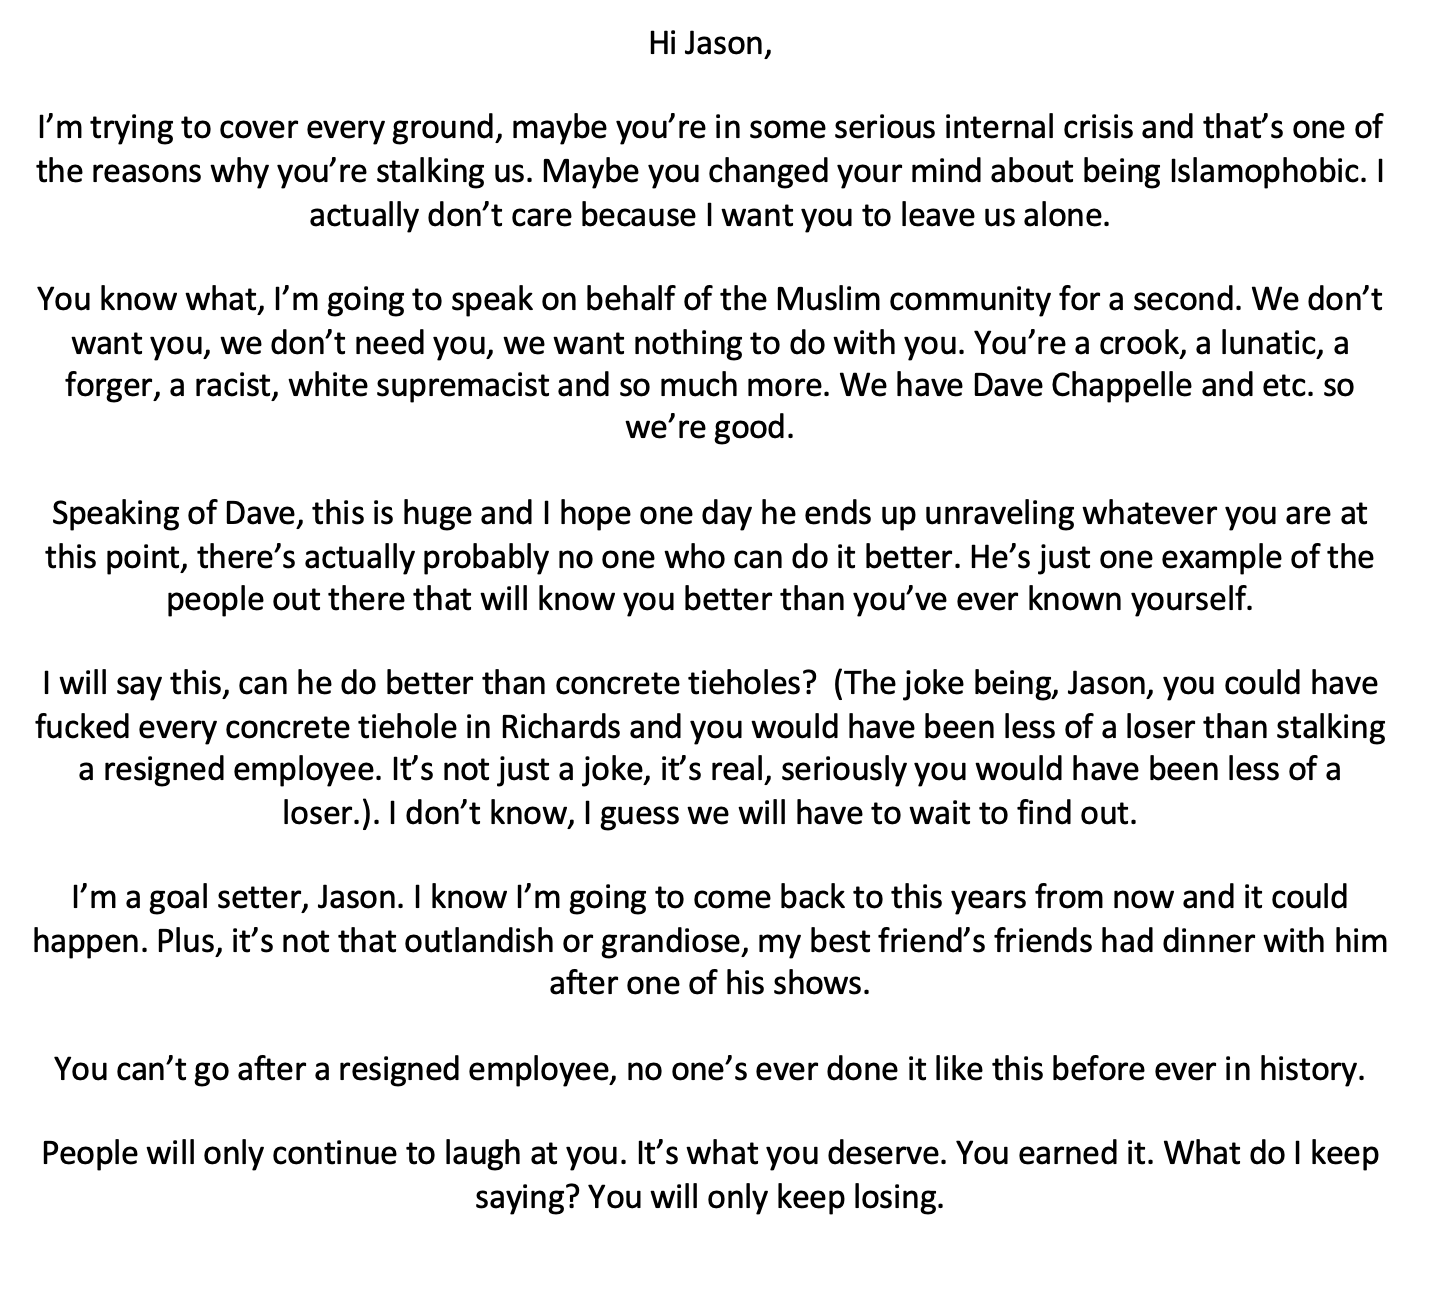 Hi Jason,
I’m trying to cover every ground, maybe you’re in some serious internal crisis and that’s one of
the reasons why you’re stalking us. Maybe you changed your mind about being Islamophobic. I
actually don’t care because I want you to leave us alone.
You know what, I’m going to speak on behalf of the Muslim community for a second. We don’t
want you, we don’t need you, we want nothing to do with you. You’re a crook, a lunatic, a
forger, a racist, white supremacist and so much more. We have Dave Chappelle and etc. so
we’re good.
Speaking of Dave, this is huge and I hope one day he ends up unraveling whatever you are at
this point, there’s actually probably no one who can do it better. He’s just one example of the
people out there that will know you better than you’ve ever known yourself.
I will say this, can he do better than concrete tieholes?  (The joke being, Jason, you could have
fucked every concrete tiehole in Richards and you would have been less of a loser than stalking
a resigned employee. It’s not just a joke, it’s real, seriously you would have been less of a
loser.). I don’t know, I guess we will have to wait to find out.
I’m a goal setter, Jason. I know I’m going to come back to this years from now and it could
happen. Plus, it’s not that outlandish or grandiose, my best friend’s friends had dinner with him
after one of his shows.
You can’t go after a resigned employee, no one’s ever done it like this before ever in history.
People will only continue to laugh at you. It’s what you deserve. You earned it. What do I keep
saying? You will only keep losing.